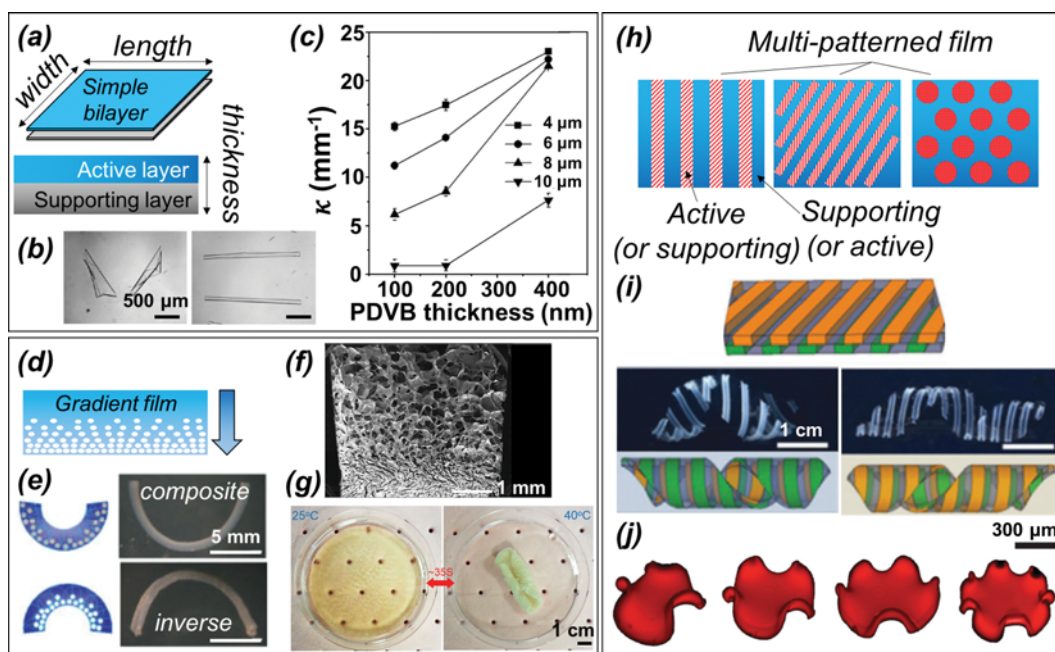 (a)
length
width
Simple
bilayer
thickness
Active layer
Supporting layer
(b)
500 µm
(c)
25
20
15
10
5
0
κ (mm⁻¹)
4 µm
6 µm
8 µm
10 µm
100
200
300
400
PDVB thickness (nm)
(d)
Gradient film
(e)
composite
5 mm
inverse
(f)
1 mm
(g)
25°C
40°C
~35S
1 cm
(h)
Multi-patterned film
Active
(or supporting)
Supporting
(or active)
(i)
1 cm
(j)
300 µm